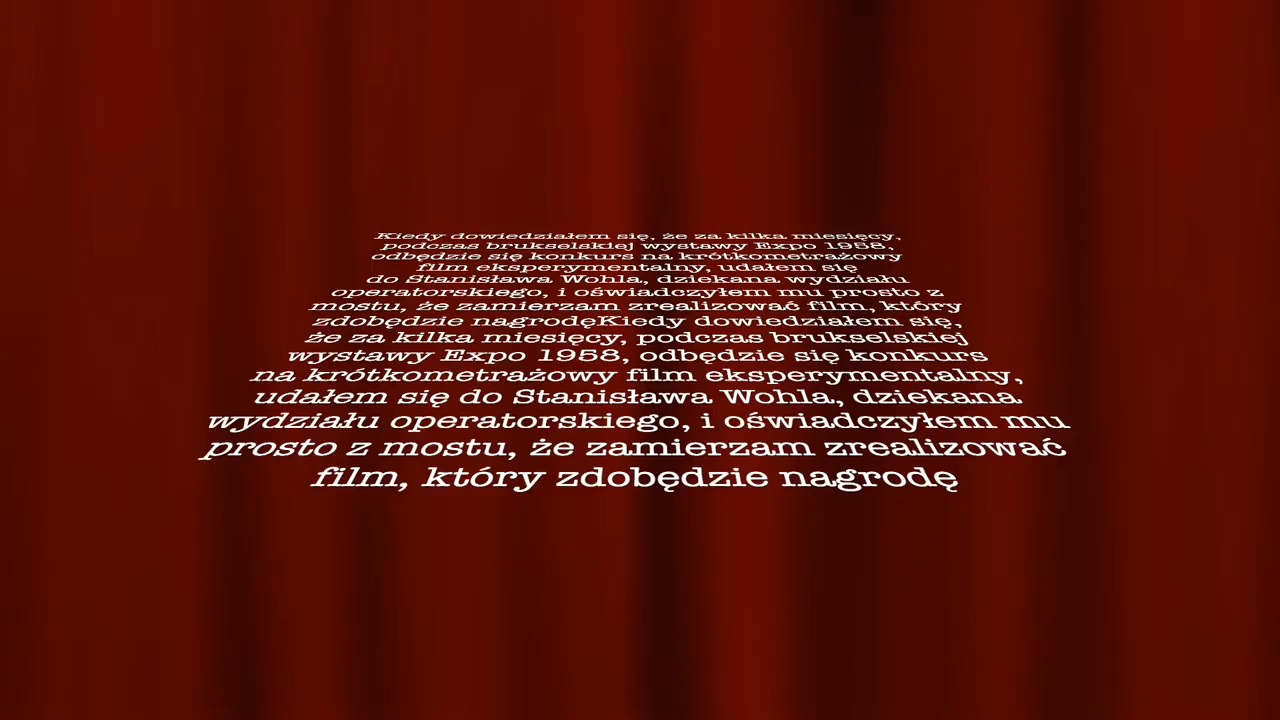 Kiedy dowiedziałem się, że za kilka miesięcy,
podczas brukselskiej wystawy Expo 1958,
odbędzie się konkurs na krótkometrażowy
film eksperymentalny, udałem się
do Stanisława Wohla, dziekana wydziału
operatorskiego, i oświadczyłem mu prosto z
mostu, że zamierzam zrealizować film, który
zdobędzie nagrodęKiedy dowiedziałem się,
że za kilka miesięcy, podczas brukselskiej
wystawy Expo 1958, odbędzie się konkurs
na krótkometrażowy film eksperymentalny,
udałem się do Stanisława Wohla, dziekana
wydziału operatorskiego, i oświadczyłem mu
prosto z mostu, że zamierzam zrealizować
film, który zdobędzie nagrodę